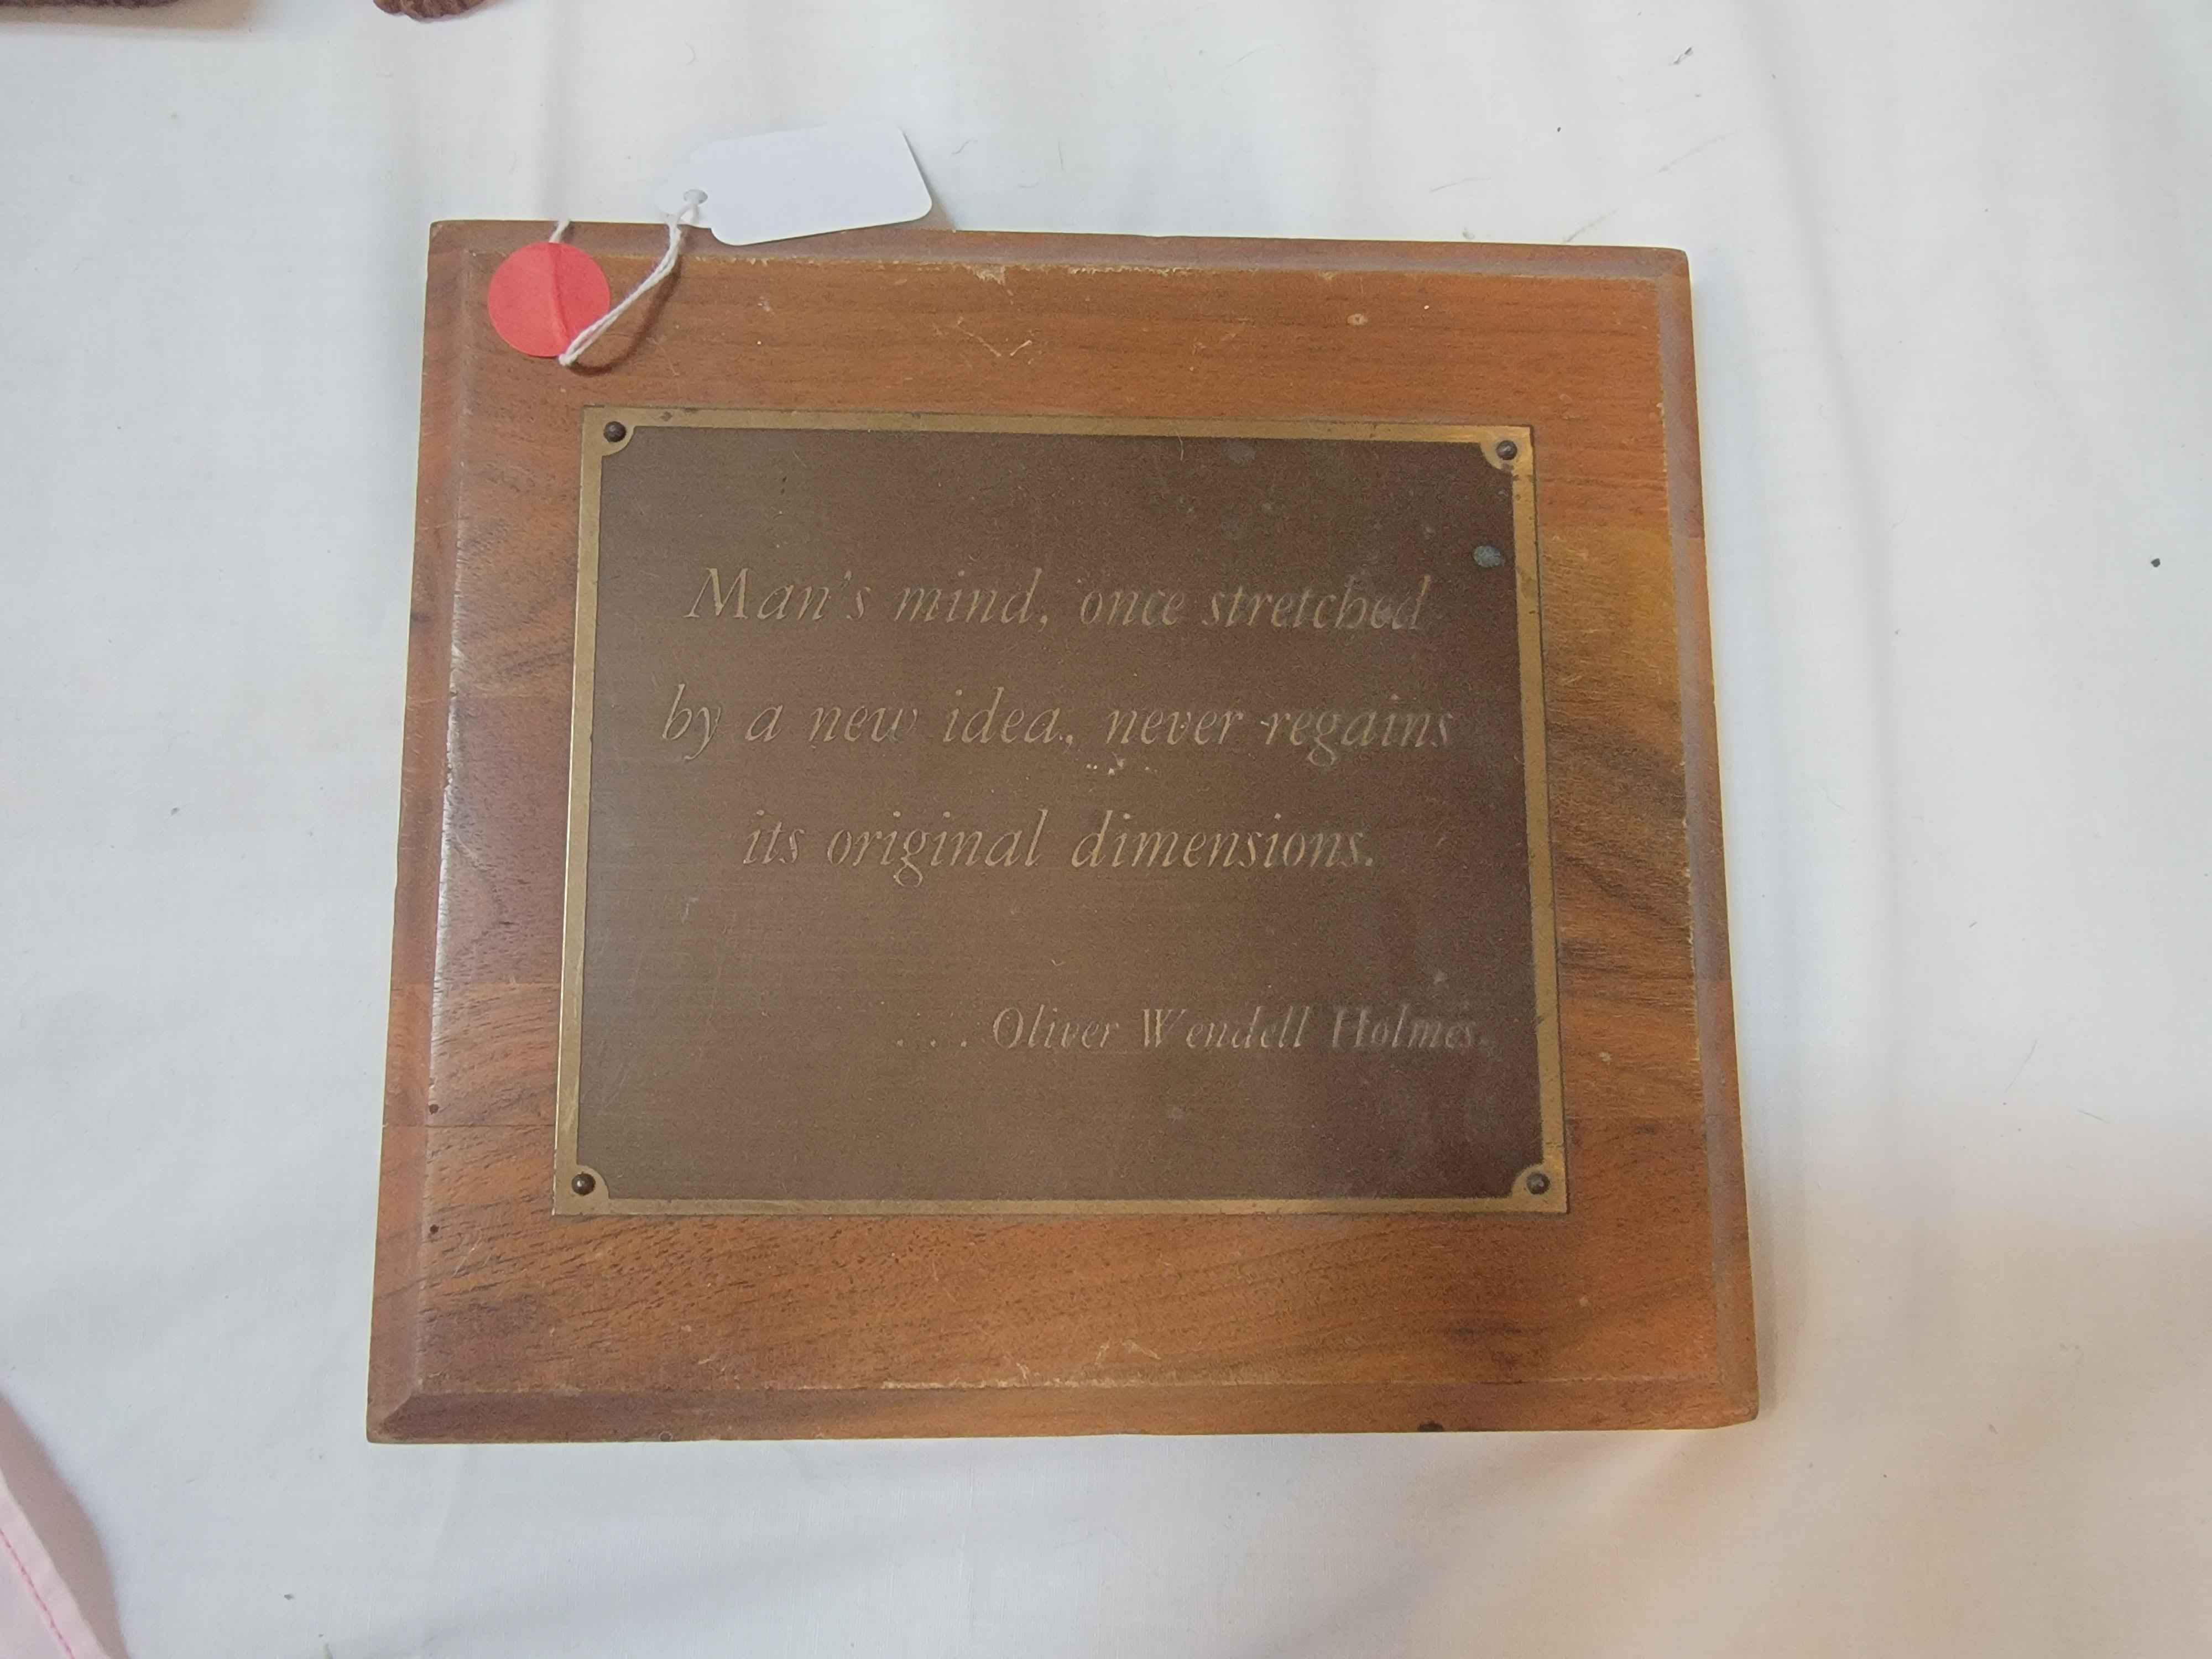 Man's mind, once stretched
by a new idea, never regains
its original dimensions.
...Oliver Wendell Holmes.